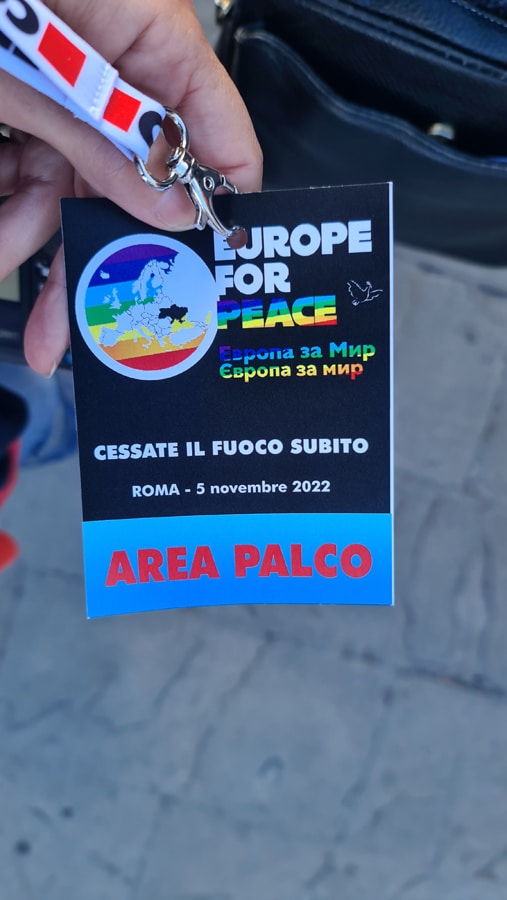 EUROPE
FOR
PEACE
Европа за Мир
Європа за мир
CESSATE IL FUOCO SUBITO
ROMA - 5 novembre 2022
AREA PALCO